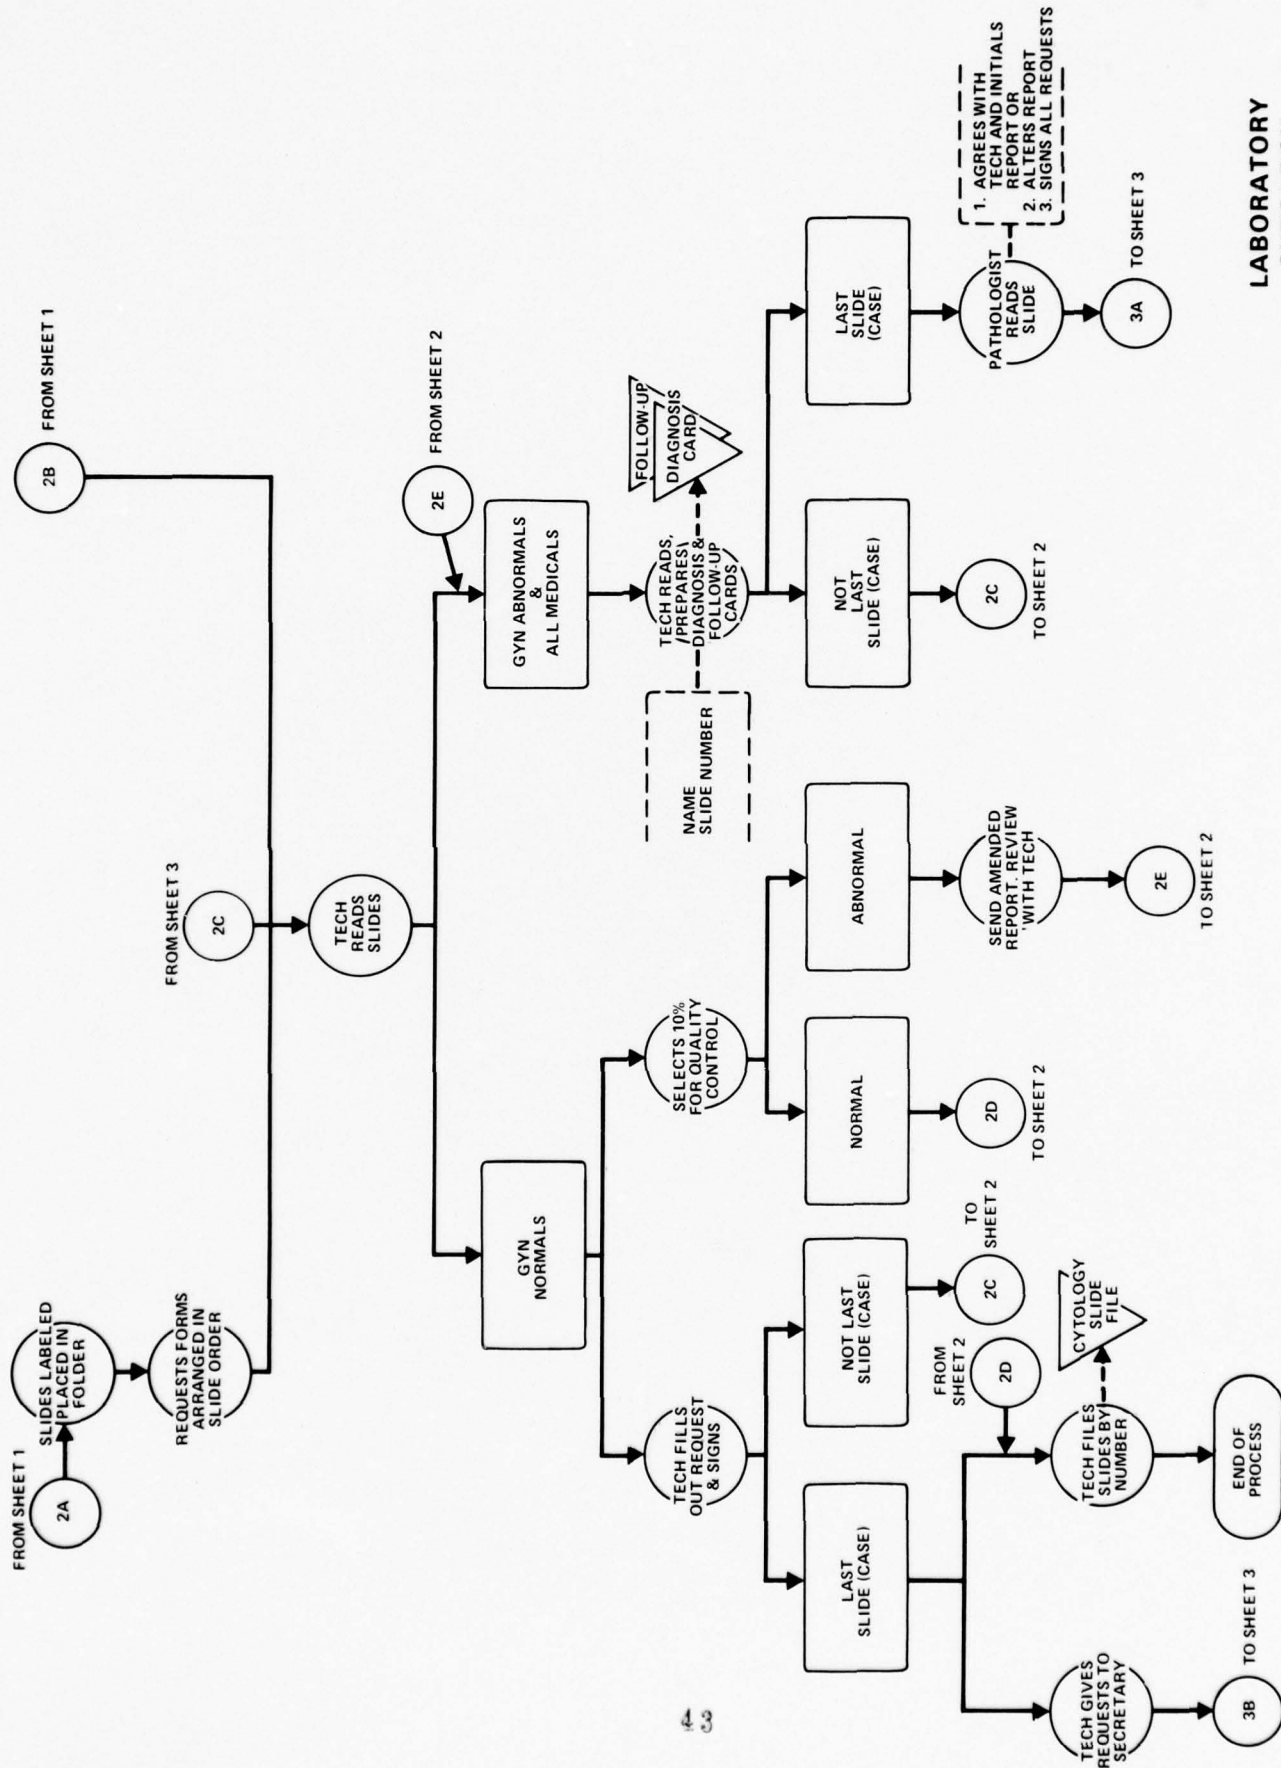 FROM SHEET 1
2A
SLIDES LABELED
PLACED IN
FOLDER
REQUESTS FORMS
ARRANGED IN
SLIDE ORDER
FROM SHEET 3
2C
2B
FROM SHEET 1
TECH
READS
SLIDES
GYN
NORMALS
2E
FROM SHEET 2
GYN ABNORMALS
&
ALL MEDICALS
TECH FILLS
OUT REQUEST
& SIGNS
SELECTS 10%
FOR QUALITY
CONTROL
NAME
SLIDE NUMBER
TECH READS,
PREPARES
DIAGNOSIS &
FOLLOW-UP
CARDS
FOLLOW-UP
DIAGNOSIS
CARD
LAST
SLIDE (CASE)
NOT LAST
SLIDE (CASE)
NORMAL
ABNORMAL
NOT
LAST
SLIDE (CASE)
LAST
SLIDE
(CASE)
FROM
SHEET 2
2D
2C
TO
SHEET 2
2D
TO SHEET 2
SEND AMENDED
REPORT. REVIEW
WITH TECH
2C
TO SHEET 2
PATHOLOGIST
READS
SLIDE
1. AGREES WITH
TECH AND INITIALS
REPORT OR
2. ALTERS REPORT
3. SIGNS ALL REQUESTS
TECH GIVES
REQUESTS TO
SECRETARY
TECH FILES
SLIDES BY
NUMBER
CYTOLOGY
SLIDE
FILE
2E
TO SHEET 2
3A
TO SHEET 3
3B
TO SHEET 3
END OF
PROCESS
LABORATORY
43